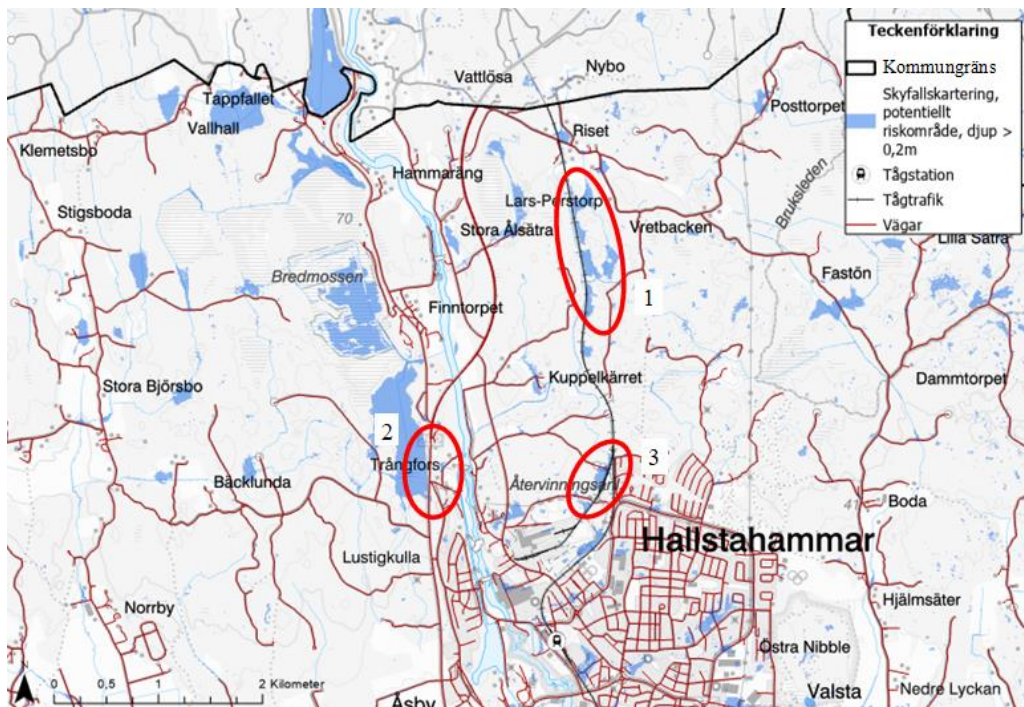 Teckenförklaring
Kommungräns
Skyfallskartering,
potentiellt
riskområde, djup >
0,2m
Tågstation
Tågtrafik
Vägar
Vattlösa
Nybo
Tappfallet
Posttorpet
Vallhall
Riset
Klemetsbo
Hammaräng
Bruksleden
Lars-Perstorp
Stigsboda
70
Stora Ålsätra
Vretbacken
Lilla Sätra
Bredmossen
Fastön
1
Finntorpet
Kuppelkärret
Dammtorpet
Stora Björsbo
2
3
Trångfors
Återvinningsanl
Bäcklunda
41
Boda
Hallstahammar
Lustigkulla
Hjälmsäter
Norrby
Östra Nibble
0 0,5 1 2 Kilometer
Valsta
Nedre Lyckan
Åsby